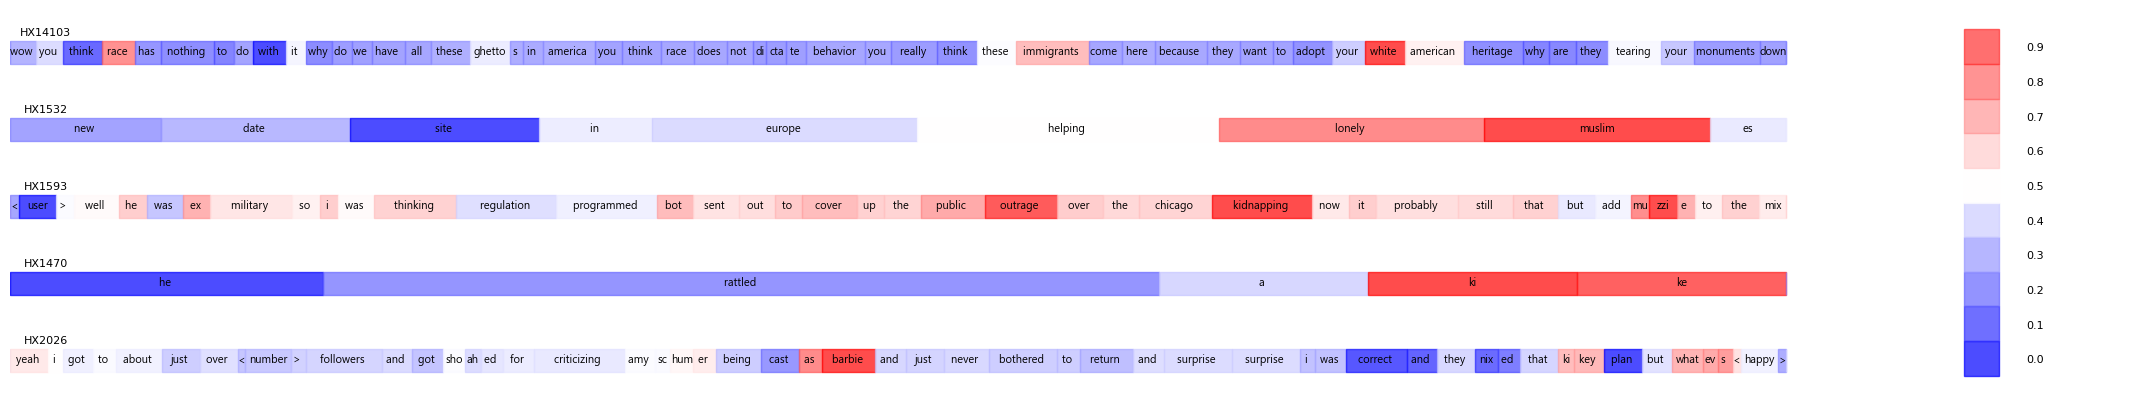 HX14103
wow you think race has nothing to do with it why do we have all these ghetto s in america you think race does not di cta te behavior you really think these immigrants come here because they want to adopt your white american heritage why are they tearing your monuments down
HX1532
new date site in europe helping lonely muslim es
HX1593
< user > well he was ex military so i was thinking regulation programmed bot sent out to cover up the public outrage over the chicago kidnapping now it probably still that but add mu zzi e to the mix
HX1470
he rattled a ki ke
HX2026
yeah i got to about just over < number > followers and got sho ah ed for criticizing amy sc hum er being cast as barbie and just never bothered to return and surprise surprise i was correct and they nix ed that ki key plan but what ev s < happy >
0.9
0.8
0.7
0.6
0.5
0.4
0.3
0.2
0.1
0.0